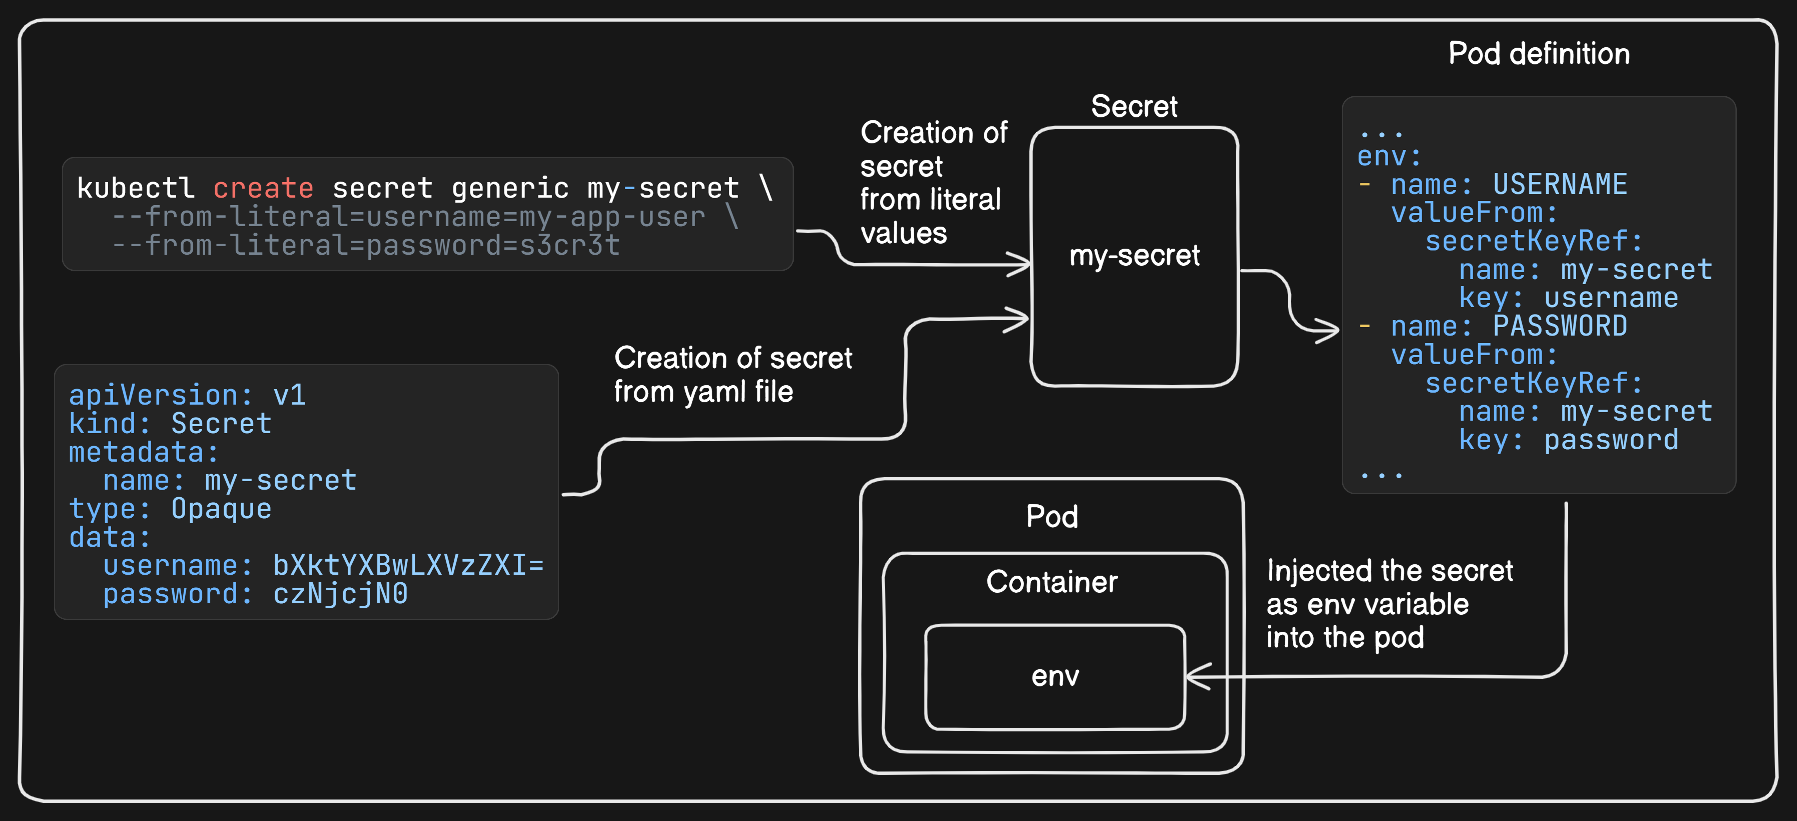 kubectl create secret generic my-secret \
  --from-literal=username=my-app-user \
  --from-literal=password=s3cr3t
Creation of
secret
from literal
values
apiVersion: v1
kind: Secret
metadata:
  name: my-secret
type: Opaque
data:
  username: bXktYXBwLXVzZXI=
  password: czNjcjN0
Creation of secret
from yaml file
Secret
my-secret
Pod definition
...
env:
- name: USERNAME
  valueFrom:
    secretKeyRef:
      name: my-secret
      key: username
- name: PASSWORD
  valueFrom:
    secretKeyRef:
      name: my-secret
      key: password
...
Injected the secret
as env variable
into the pod
Pod
Container
env